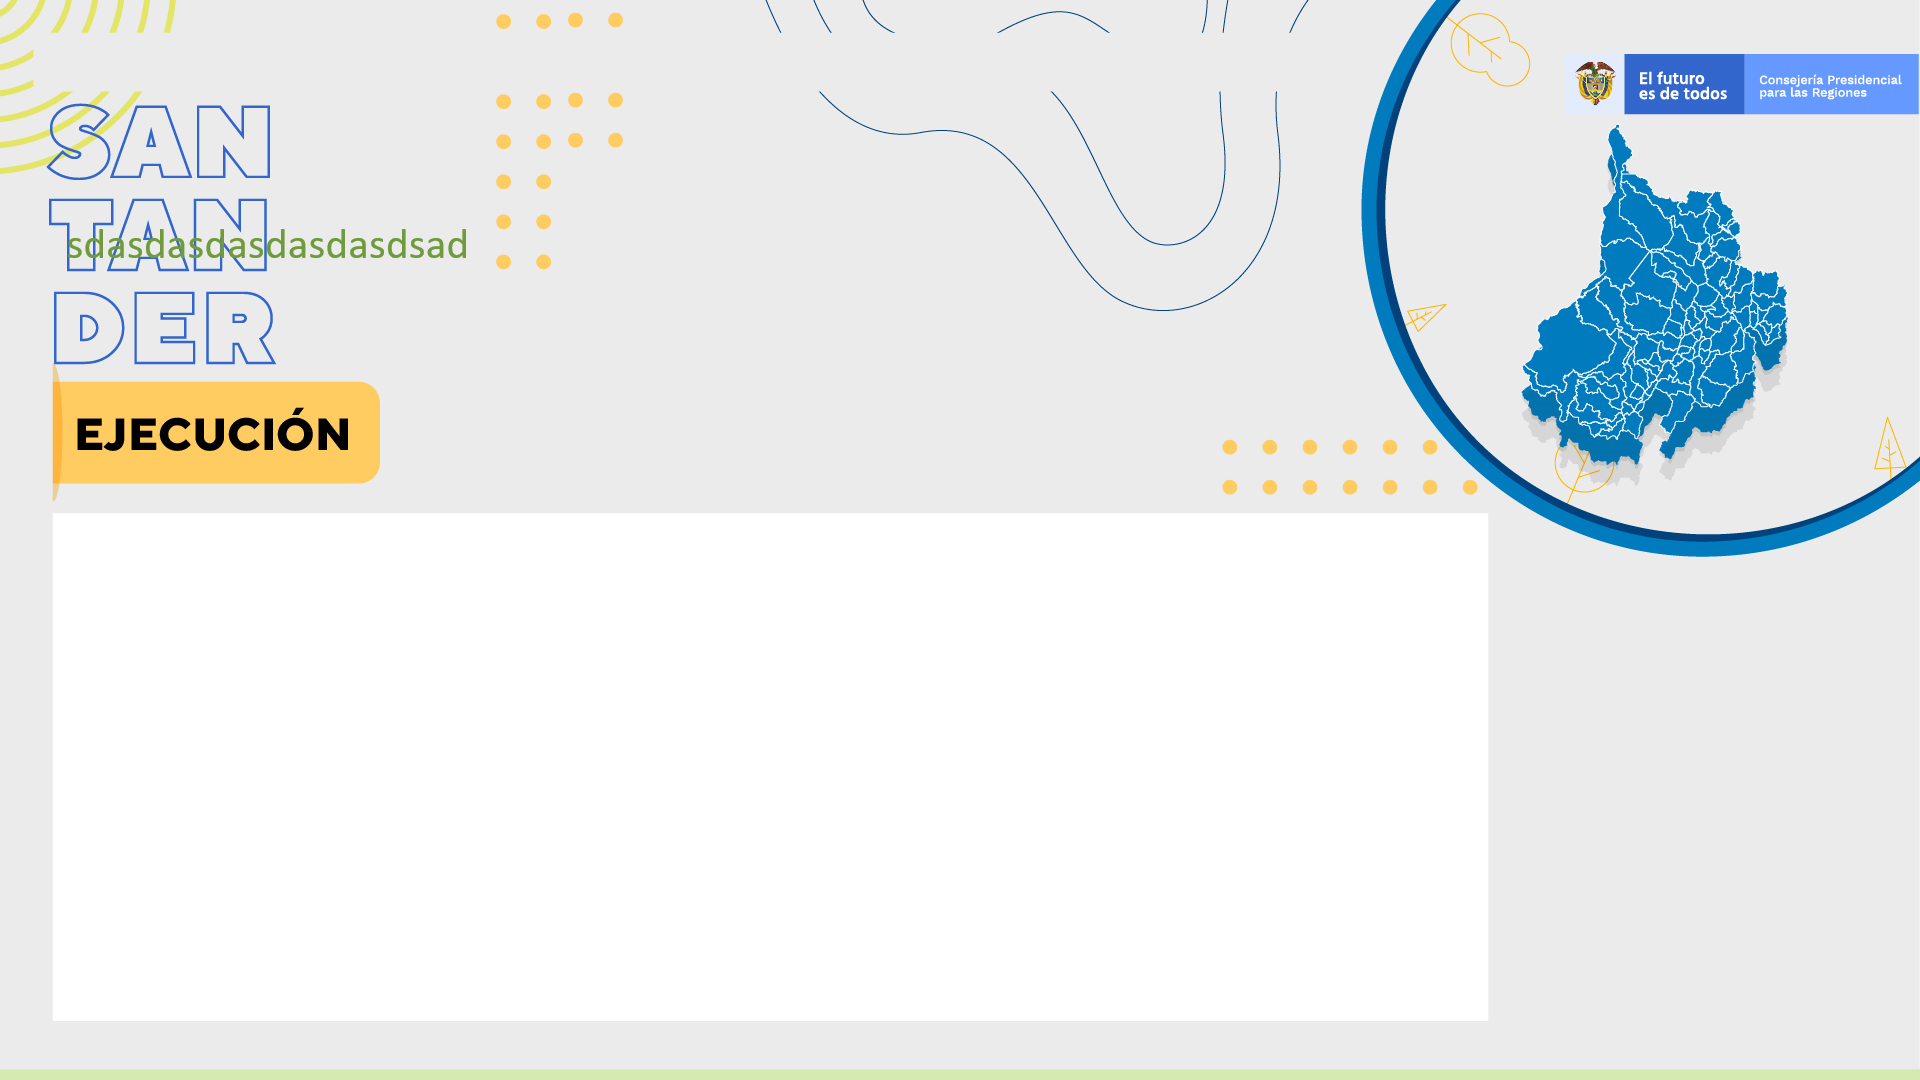 SAN
TAN
sdasdasdasdasdasdsad
DER
EJECUCIÓN
El futuro
es de todos
Consejería Presidencial
para las Regiones